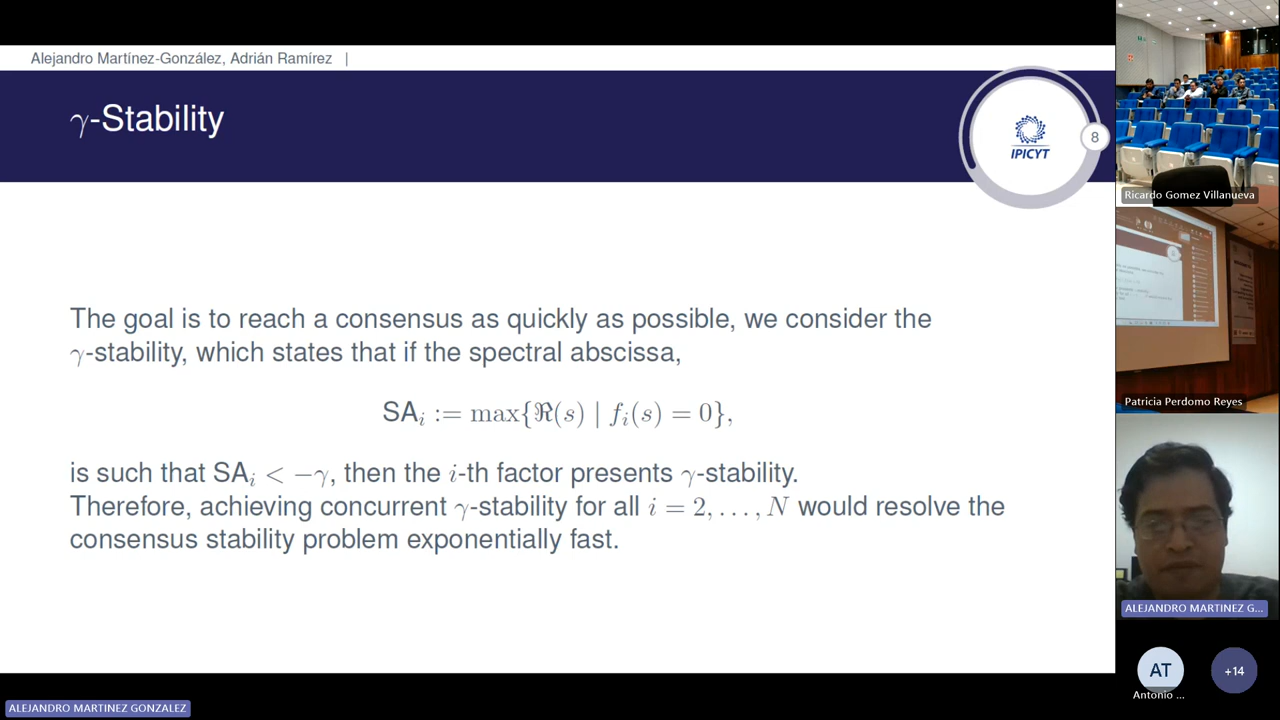 Alejandro Martínez-González, Adrián Ramírez |
γ-Stability
IPICYT
8
The goal is to reach a consensus as quickly as possible, we consider the
γ-stability, which states that if the spectral abscissa,
SAᵢ := max{ℜ(s) | fᵢ(s) = 0},
is such that SAᵢ < −γ, then the i-th factor presents γ-stability.
Therefore, achieving concurrent γ-stability for all i = 2, . . . , N would resolve the
consensus stability problem exponentially fast.
Ricardo Gomez Villanueva
Patricia Perdomo Reyes
ALEJANDRO MARTINEZ G...
AT
Antonio ...
+14
ALEJANDRO MARTINEZ GONZALEZ